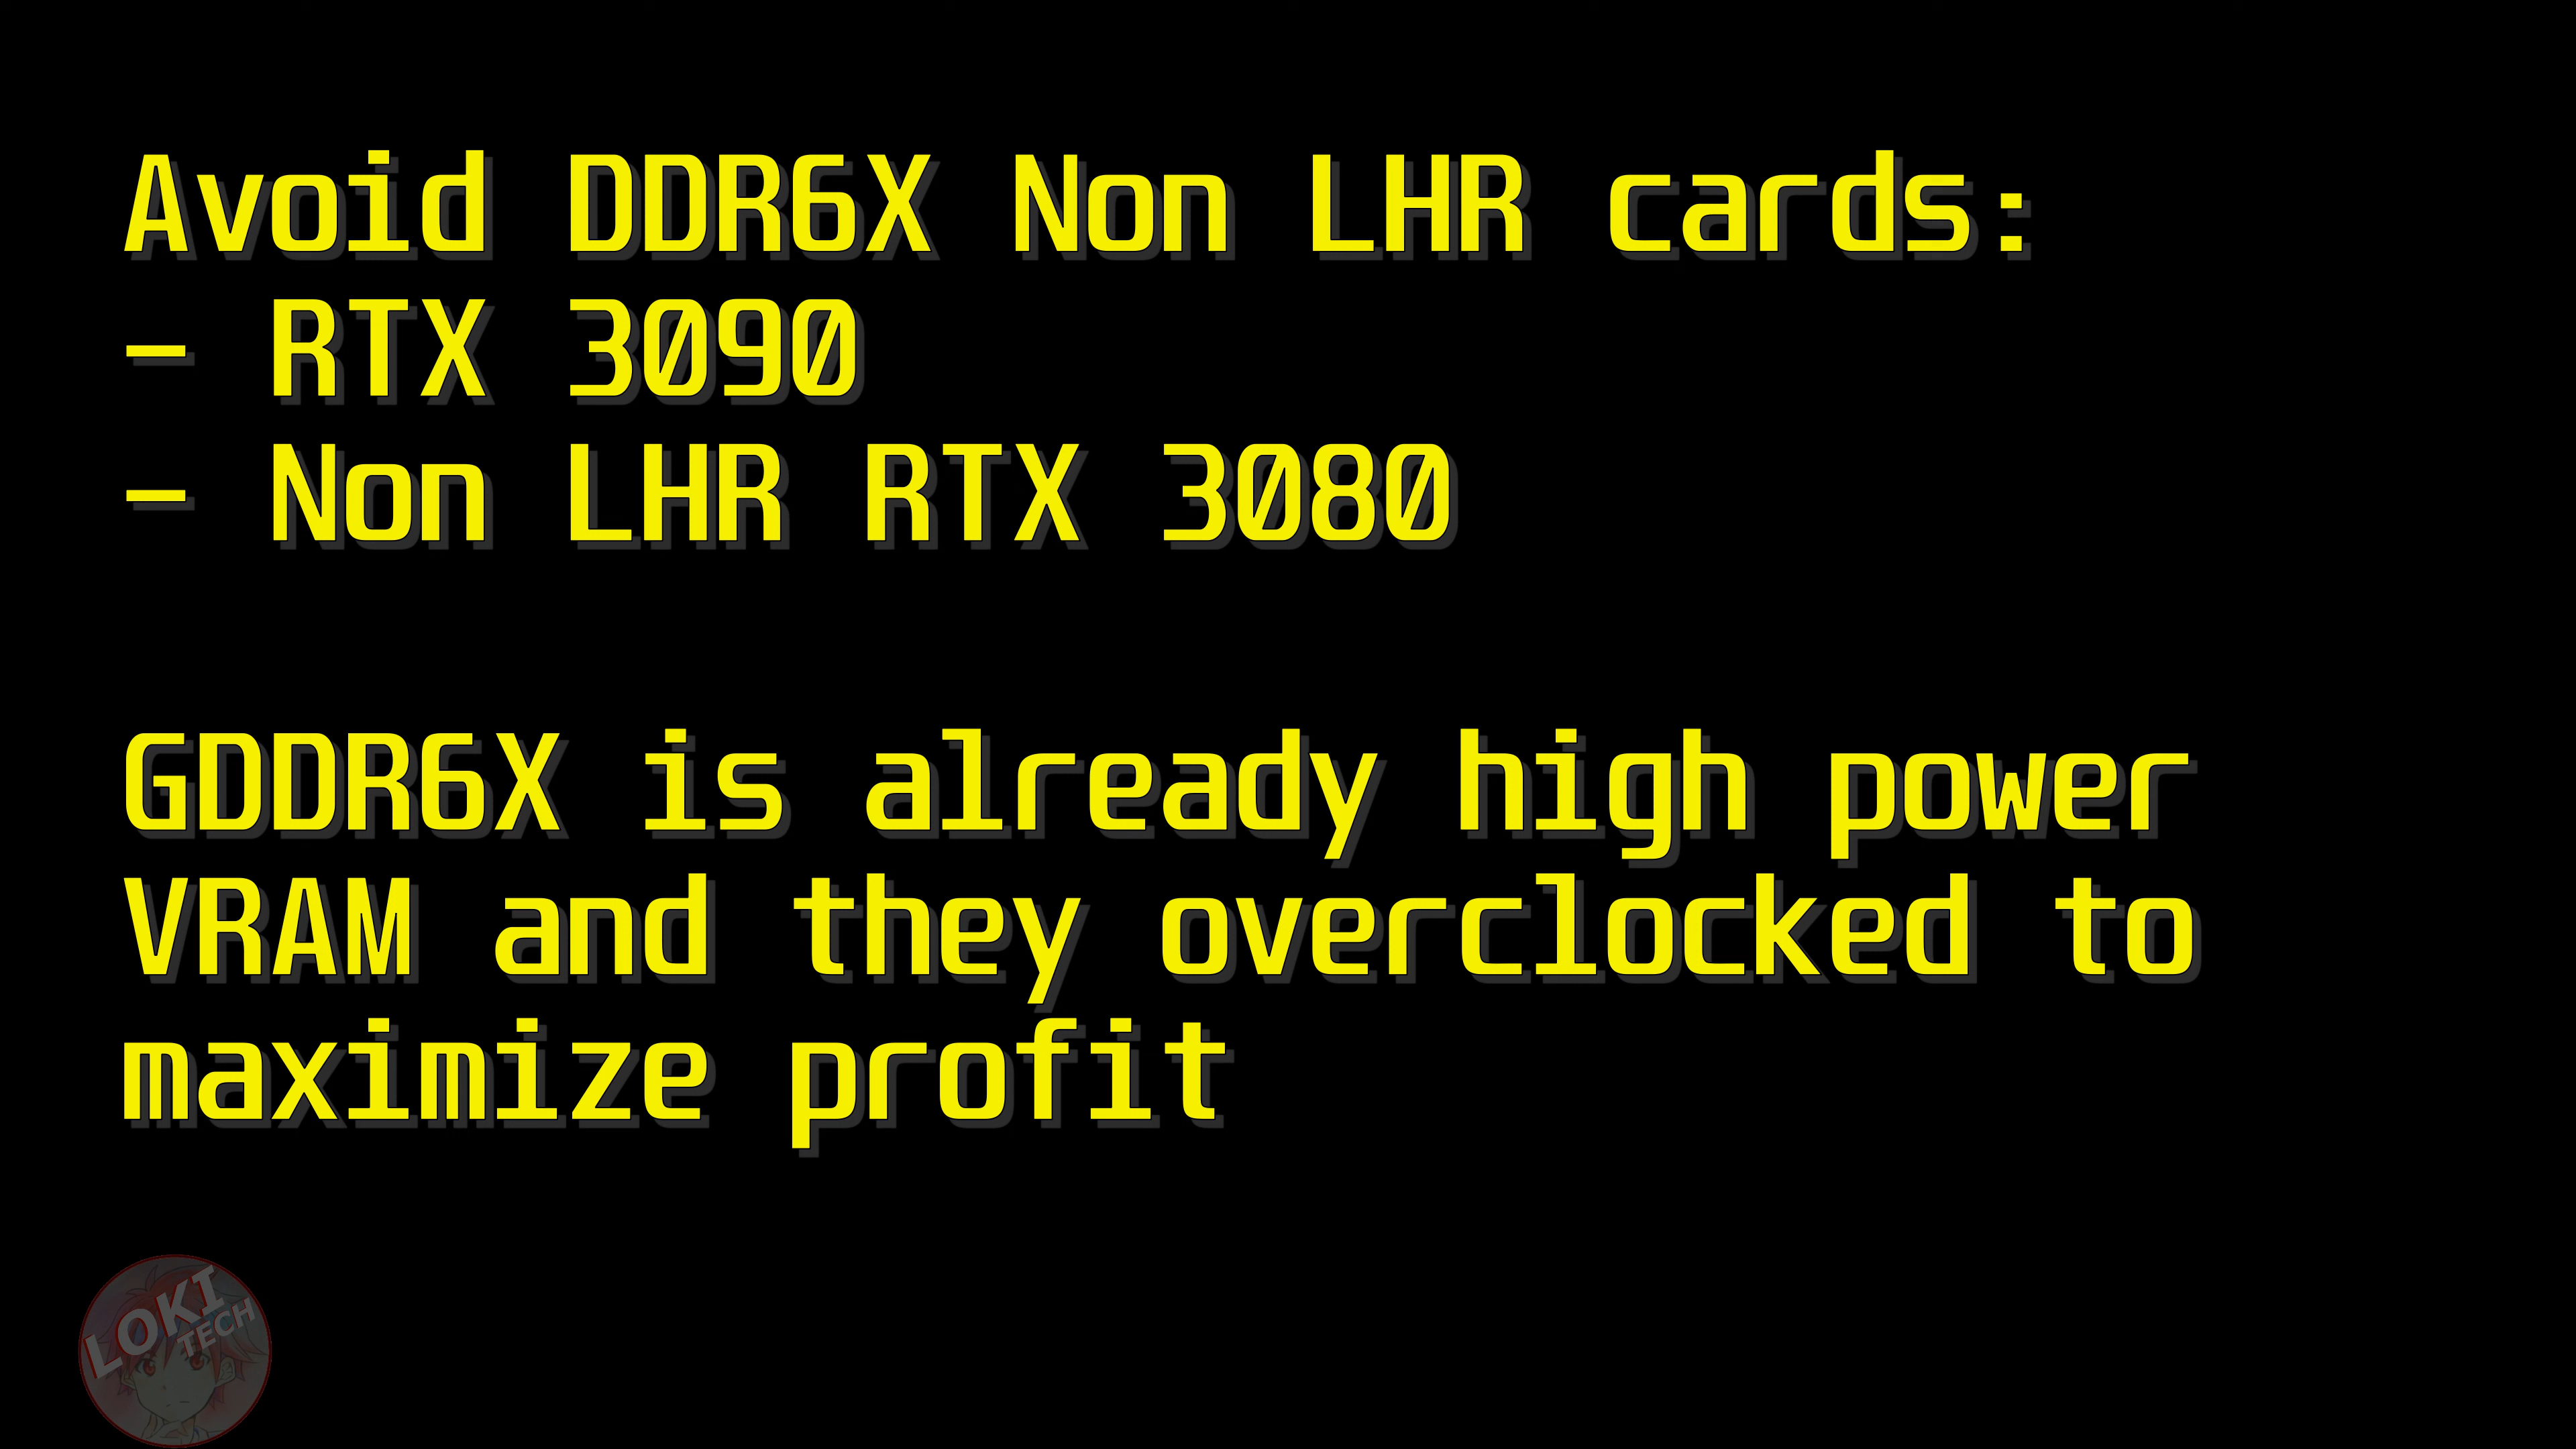 Avoid DDR6X Non LHR cards:
- RTX 3090
- Non LHR RTX 3080
GDDR6X is already high power
VRAM and they overclocked to
maximize profit
LOKI
TECH